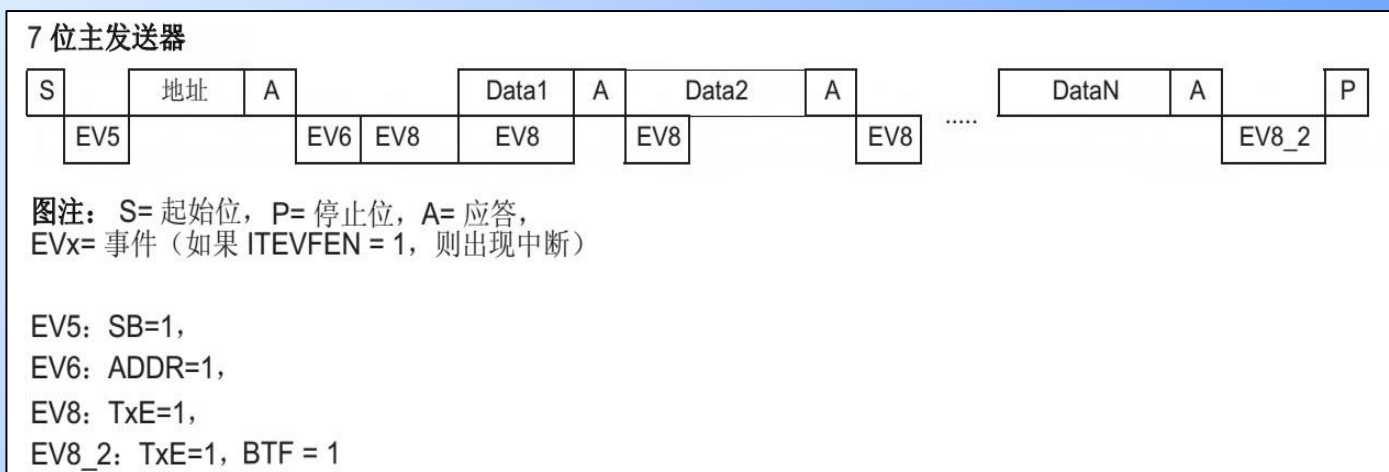 7 位主发送器
S 地址 A Data1 A Data2 A DataN A P
EV5 EV6 EV8 EV8 EV8 EV8 ..... EV8_2
图注： S= 起始位，P= 停止位，A= 应答，
EVx= 事件（如果 ITEVFEN = 1，则出现中断）
EV5：SB=1，
EV6：ADDR=1，
EV8：TxE=1，
EV8_2：TxE=1，BTF = 1